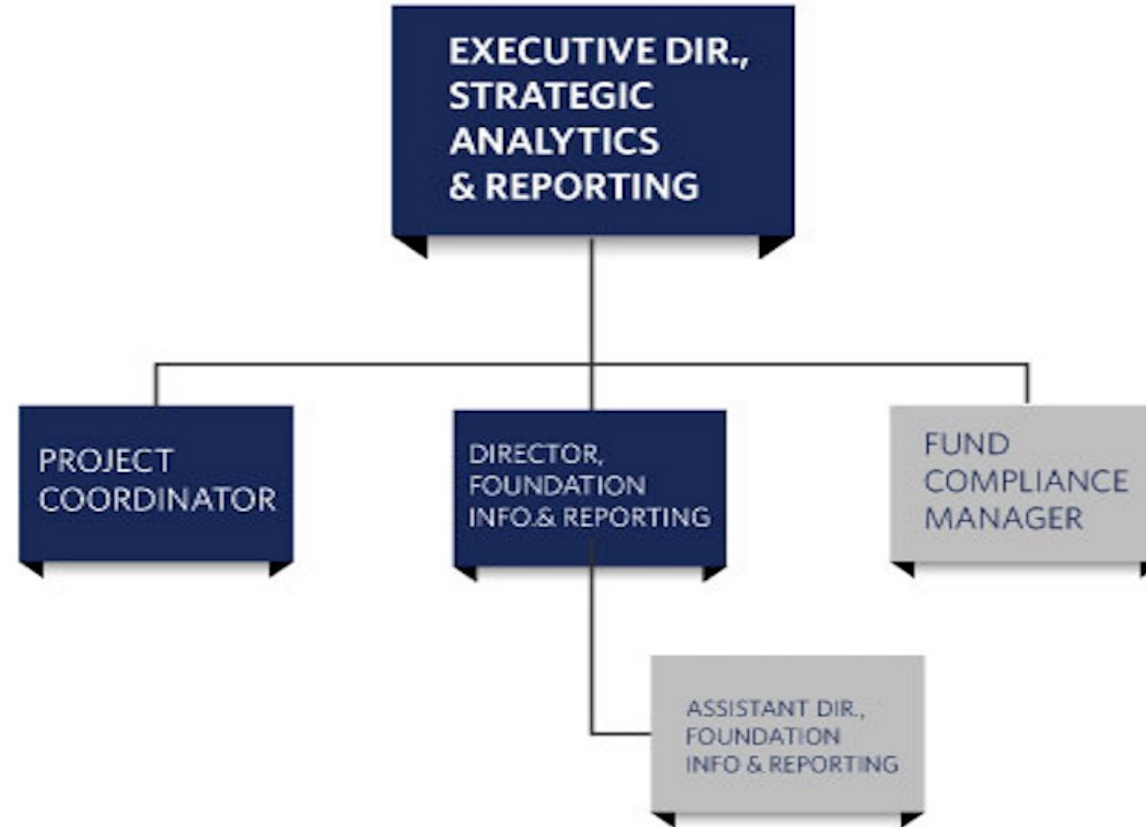 EXECUTIVE DIR.,
STRATEGIC
ANALYTICS
& REPORTING
PROJECT
COORDINATOR
DIRECTOR,
FOUNDATION
INFO.& REPORTING
FUND
COMPLIANCE
MANAGER
ASSISTANT DIR.,
FOUNDATION
INFO & REPORTING